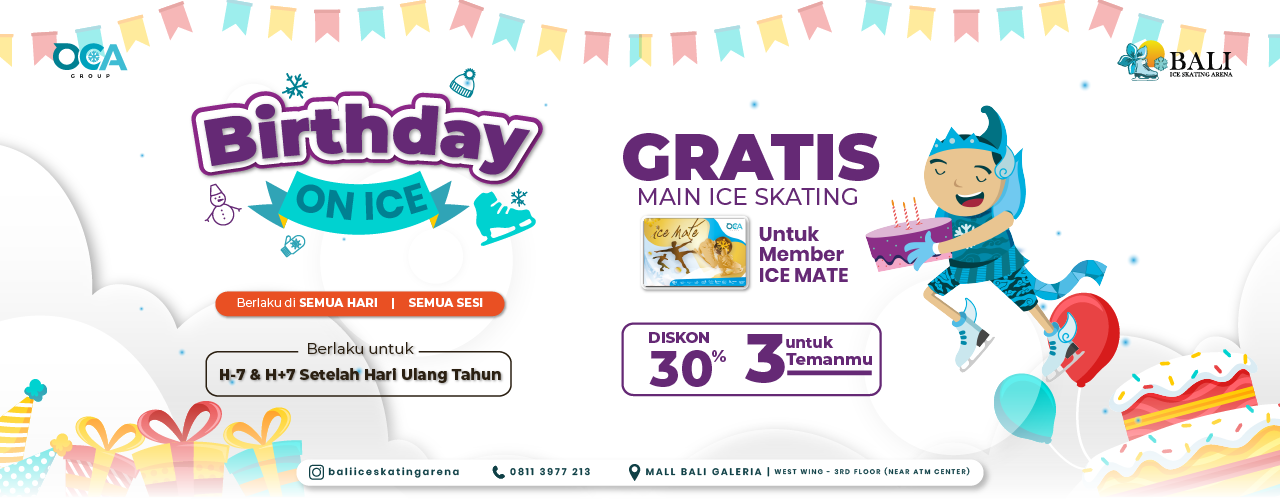 OCA
GROUP
BALI
ICE SKATING ARENA
Birthday
ON ICE
Berlaku di SEMUA HARI | SEMUA SESI
Berlaku untuk
H-7 & H+7 Setelah Hari Ulang Tahun
GRATIS
MAIN ICE SKATING
ice Mate
OCA
Untuk
Member
ICE MATE
DISKON
30%
3 untuk
Temanmu
baliiceskatingarena
0811 3977 213
MALL BALI GALERIA | WEST WING - 3RD FLOOR (NEAR ATM CENTER)